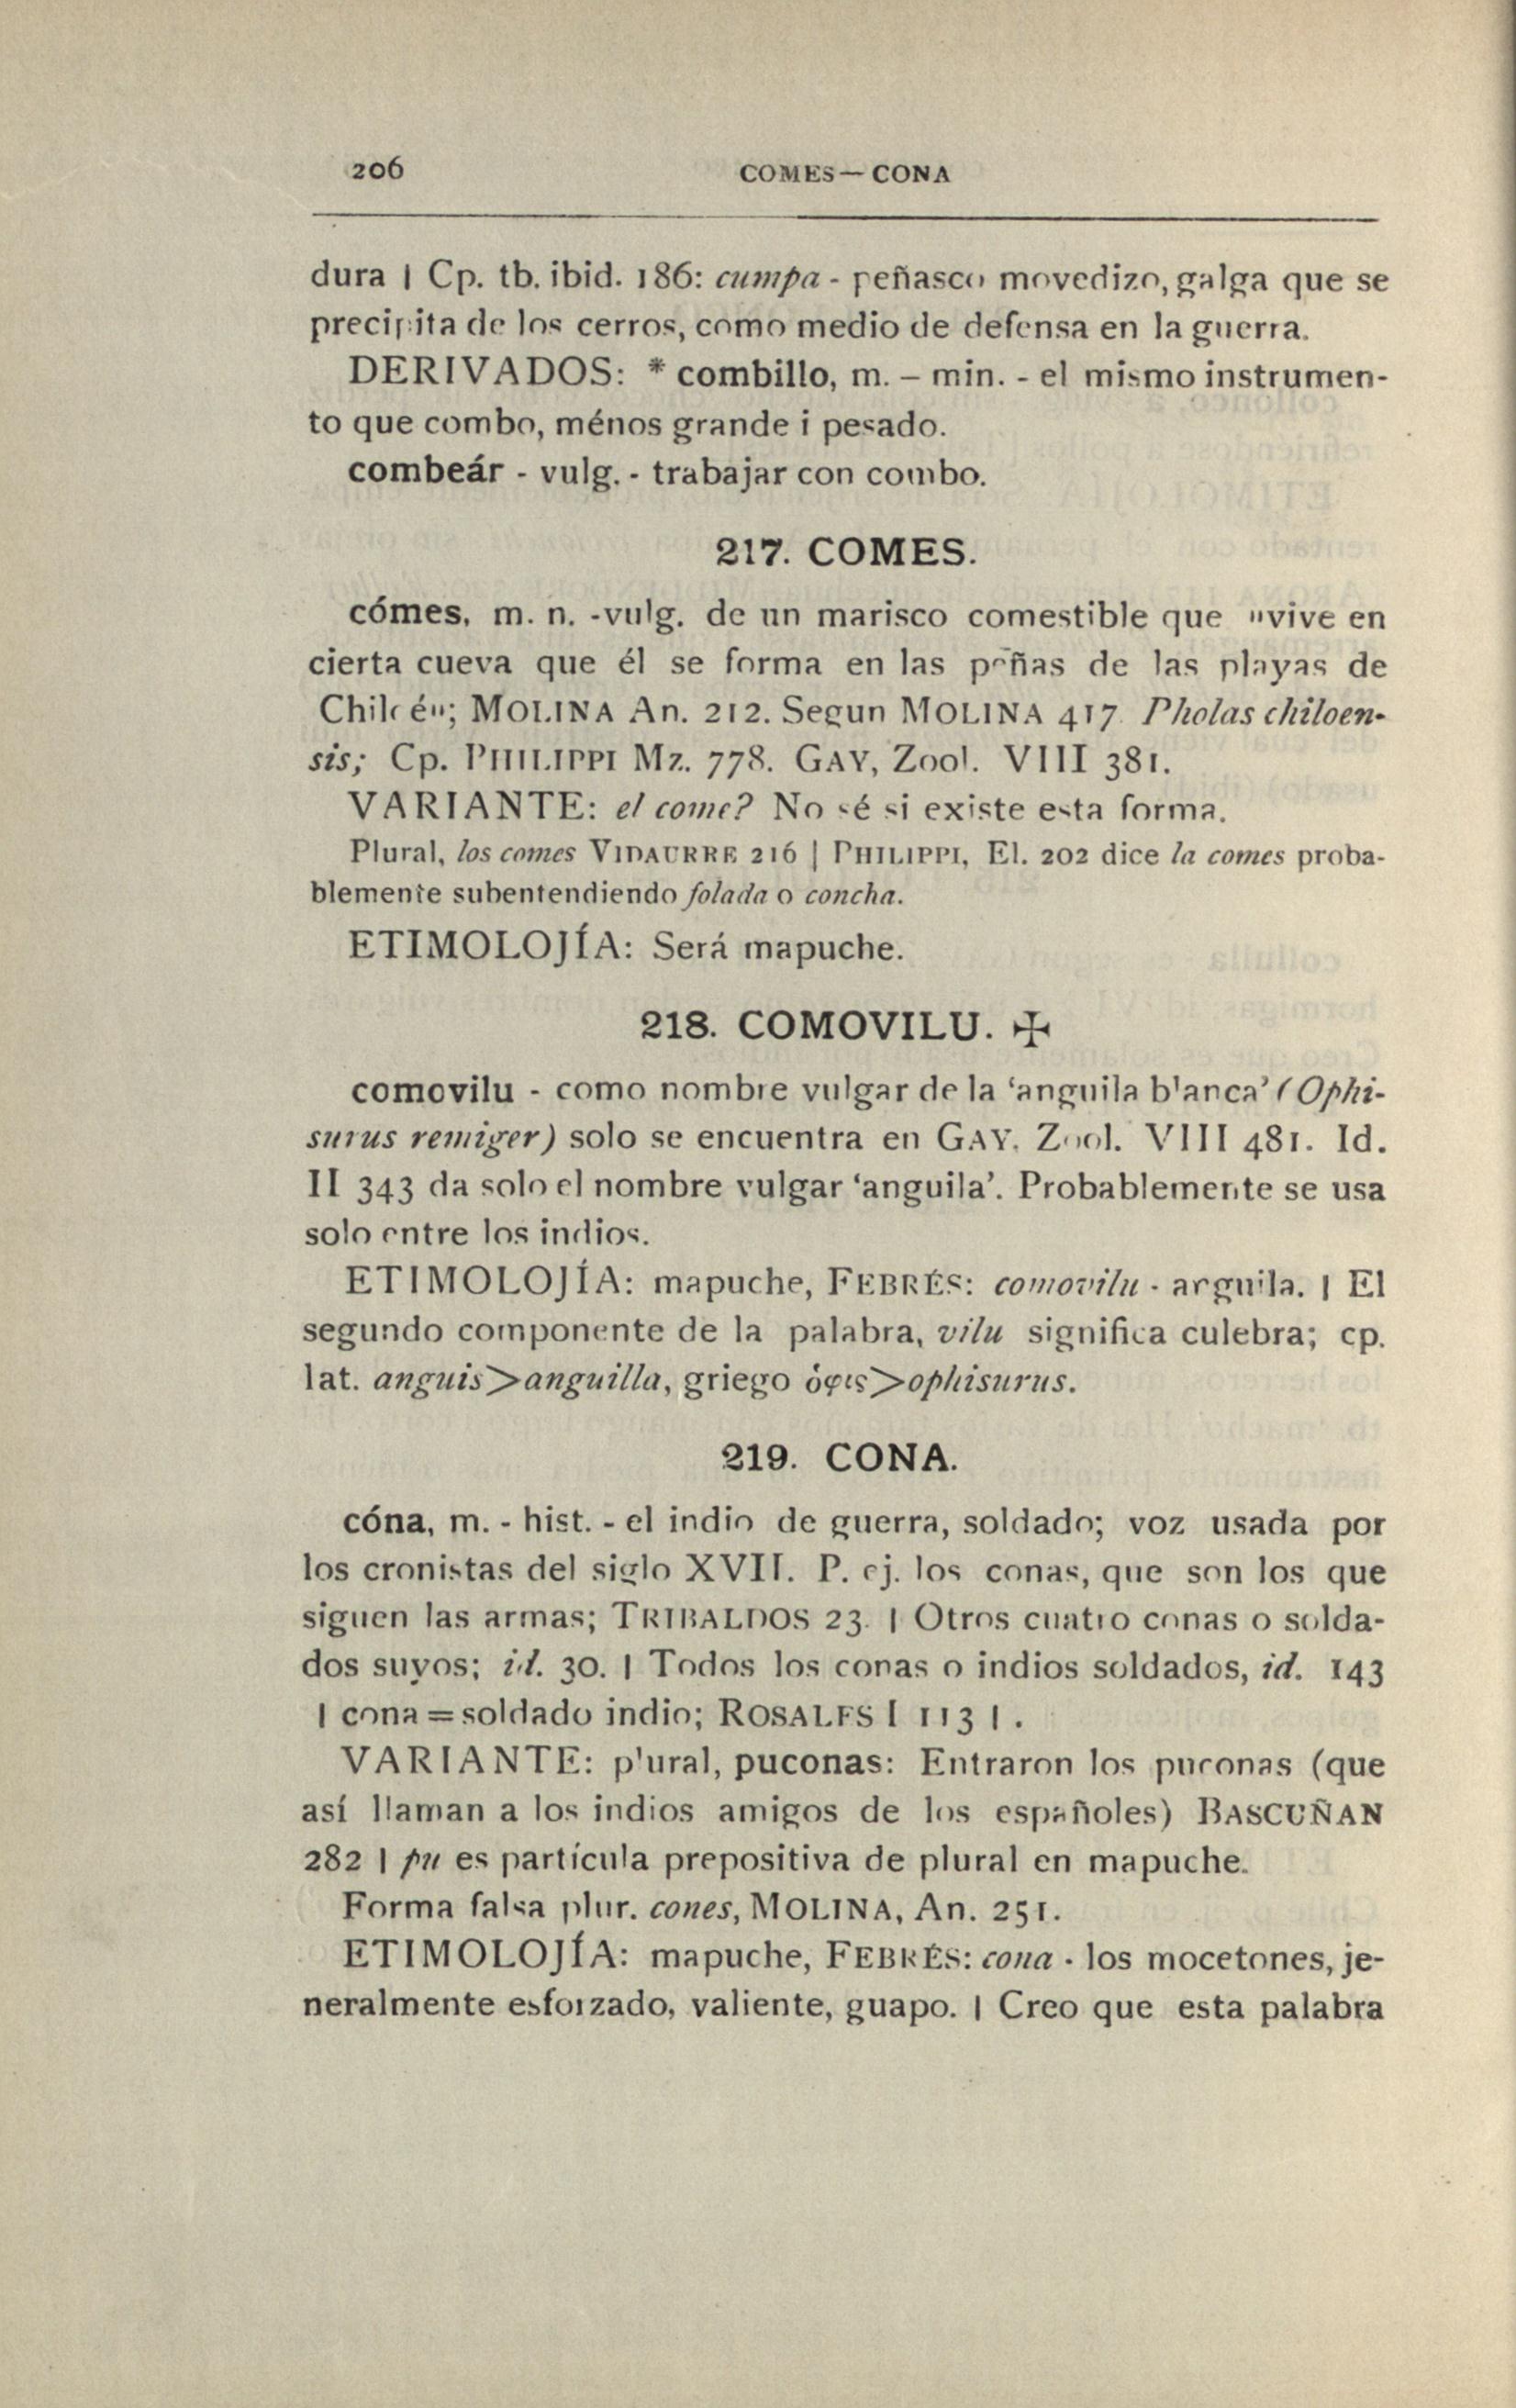 206 COMES—CONA
dura | Cp. tb. ibid. 186: cumpa - peñasco movedizo, galga que se
precipita de los cerros, como medio de defensa en la guerra.
DERIVADOS: * combillo, m. – min. - el mismo instrumen-
to que combo, ménos grande i pesado.
combeár - vulg. - trabajar con combo.
217. COMES.
cómes, m. n. -vulg. de un marisco comestible que "vive en
cierta cueva que él se forma en las peñas de las playas de
Chiloé"; MOLINA An. 212. Segun MOLINA 417 Pholas chiloen-
sis; Cp. PHILIPPI Mz. 778. GAY, Zool. VIII 381.
VARIANTE: el come? No sé si existe esta forma.
Plural, los comes VIDAURRE 216 | PHILIPPI, El. 202 dice la comes proba-
blemente subentendiendo folada o concha.
ETIMOLOJÍA: Será mapuche.
218. COMOVILU. ✠
comovilu - como nombre vulgar de la ‘anguila blanca’ (Ophi-
surus remiger) solo se encuentra en GAY, Zool. VIII 481. Id.
II 343 da solo el nombre vulgar ‘anguila’. Probablemente se usa
solo entre los indios.
ETIMOLOJÍA: mapuche, FEBRÉS: comovilu - anguila. | El
segundo componente de la palabra, vilu significa culebra; cp.
lat. anguis>anguilla, griego ὀφις>ophisurus.
219. CONA.
cóna, m. - hist. - el indio de guerra, soldado; voz usada por
los cronistas del siglo XVII. P. ej. los conas, que son los que
siguen las armas; TRIBALDOS 23. | Otros cuatro conas o solda-
dos suyos; id. 30. | Todos los conas o indios soldados, id. 143
| cona = soldado indio; ROSALES I 113 | .
VARIANTE: plural, puconas: Entraron los puconas (que
así llaman a los indios amigos de los españoles) BASCUÑAN
282 | pu es partícula prepositiva de plural en mapuche.
Forma falsa plur. cones, MOLINA, An. 251.
ETIMOLOJÍA: mapuche, FEBRÉS: cona - los mocetones, je-
neralmente esforzado, valiente, guapo. | Creo que esta palabra